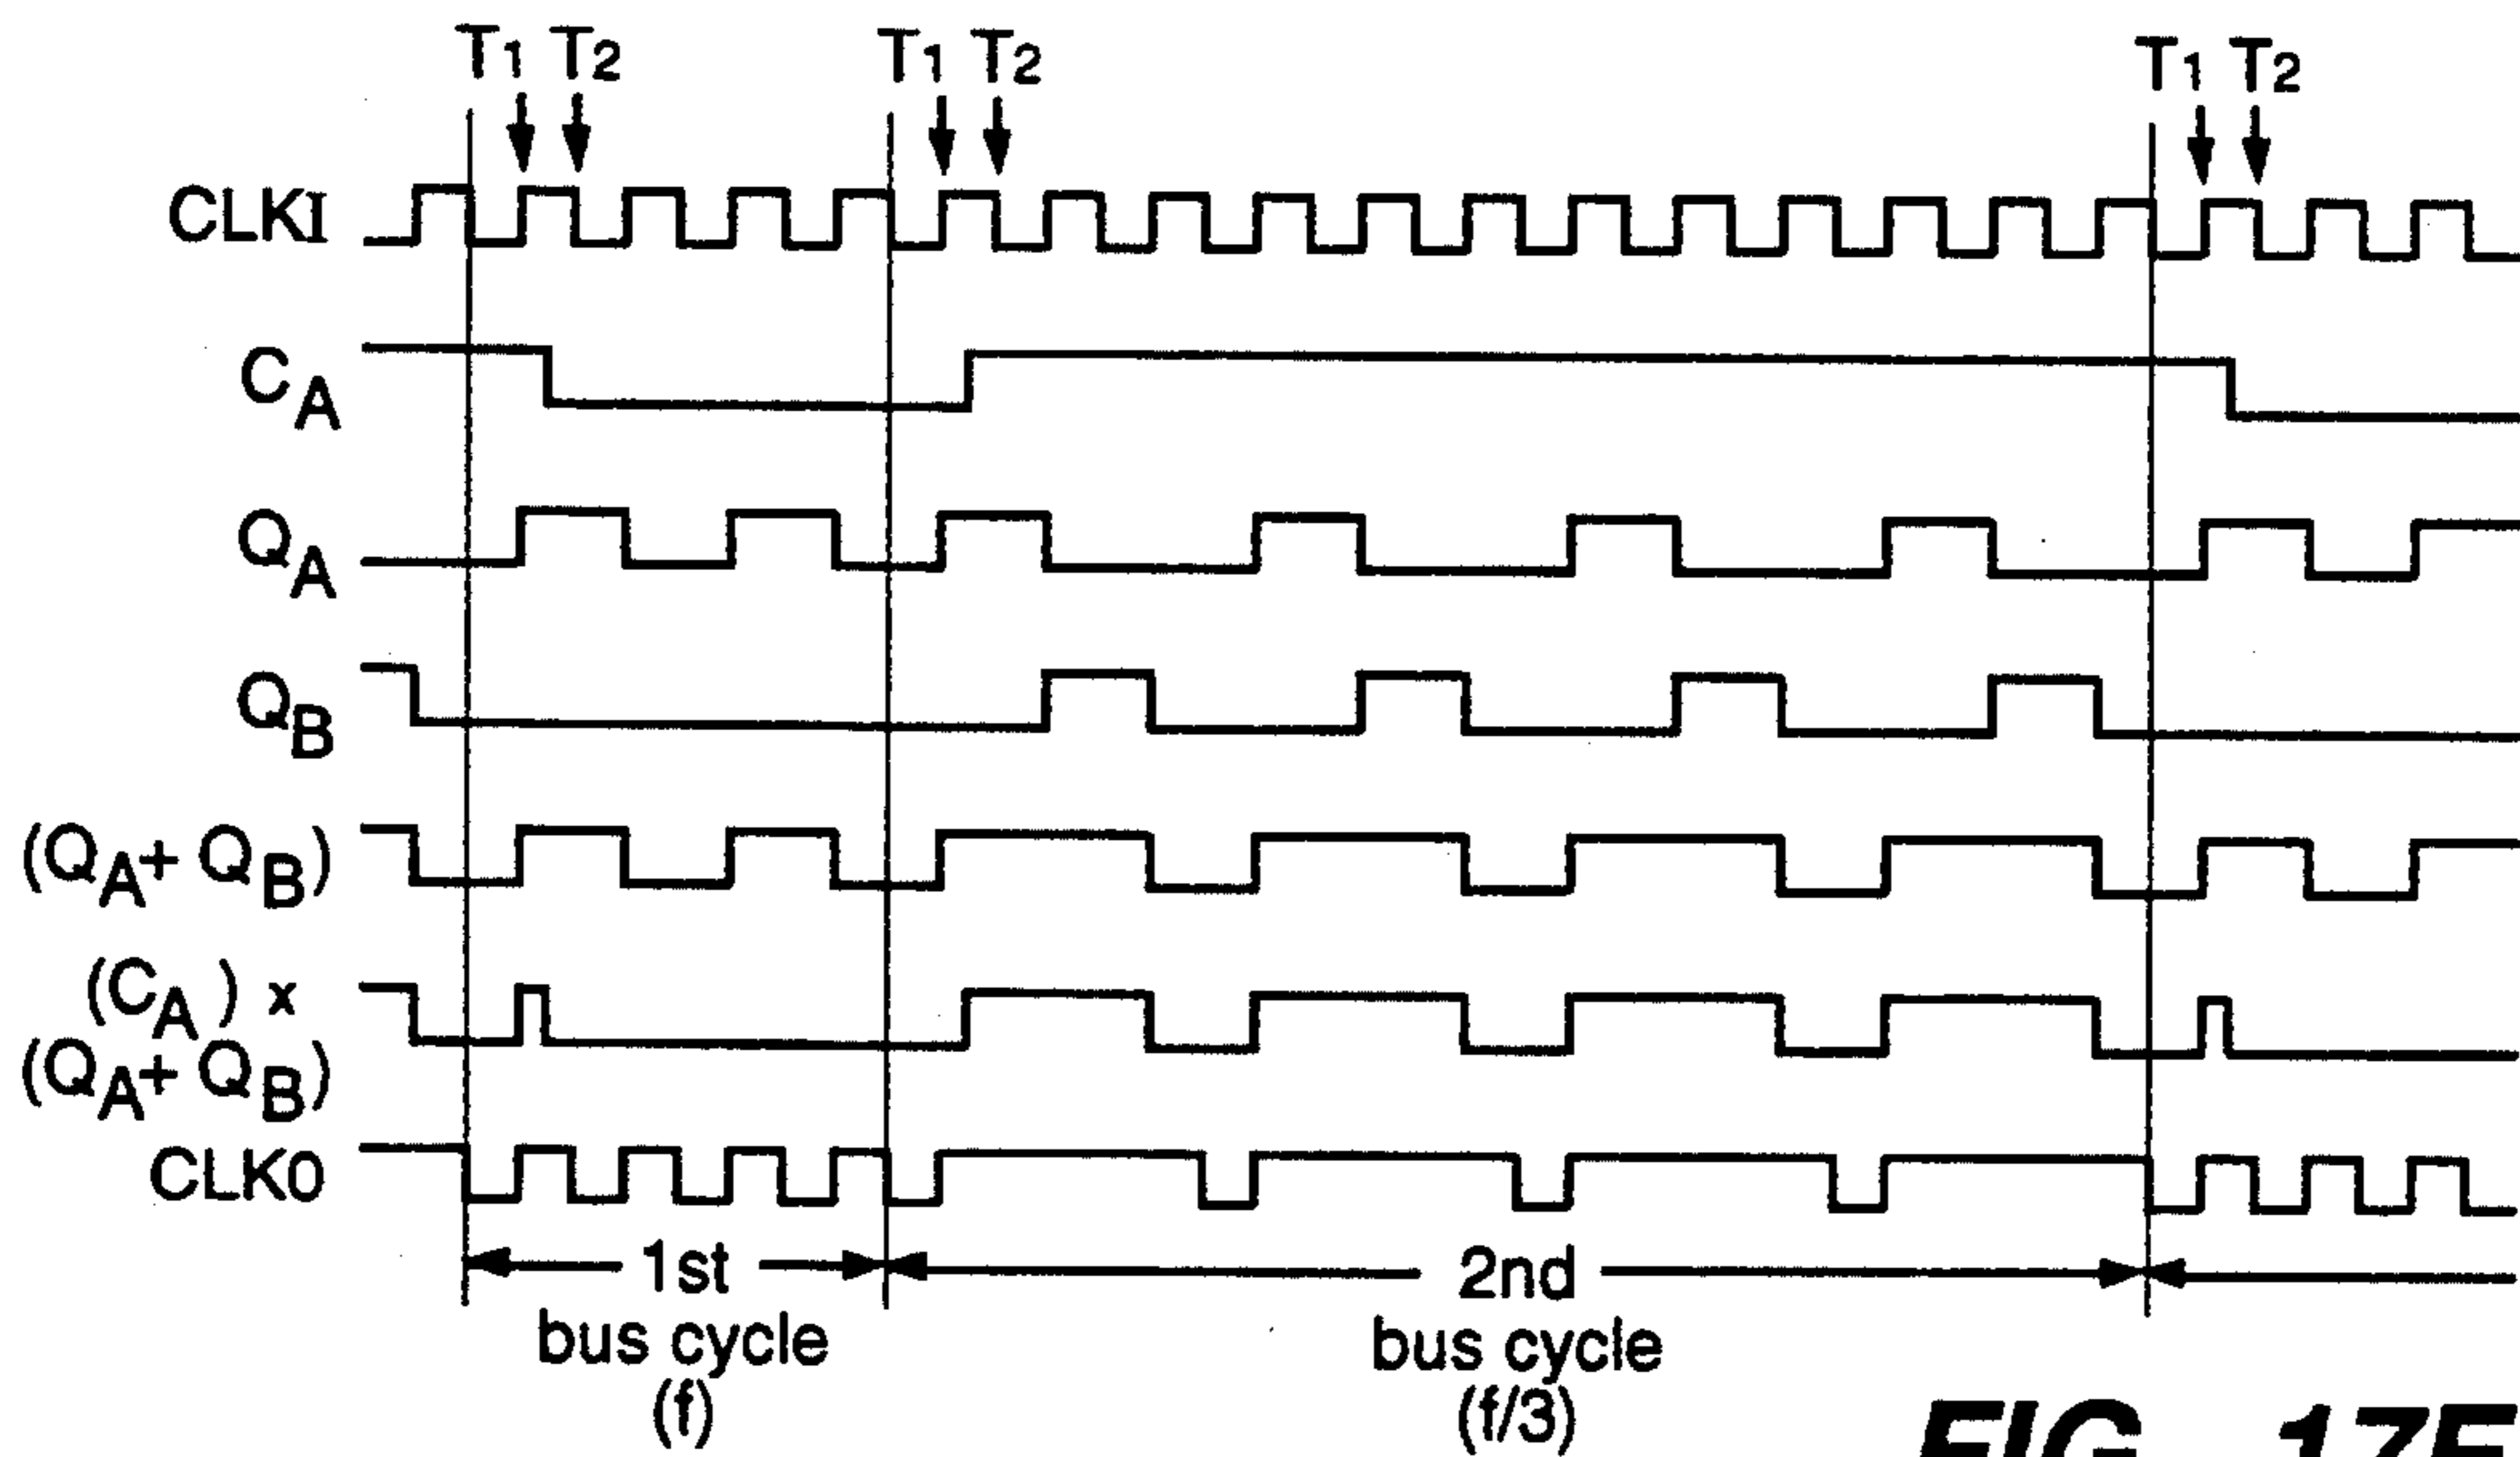 T1 T2 T1 T2 T1 T2
CLKI
CA
QA
QB
(QA+ QB)
(CA) x
(QA+ QB)
CLK0
1st 2nd
bus cycle bus cycle
(f) (f/3)